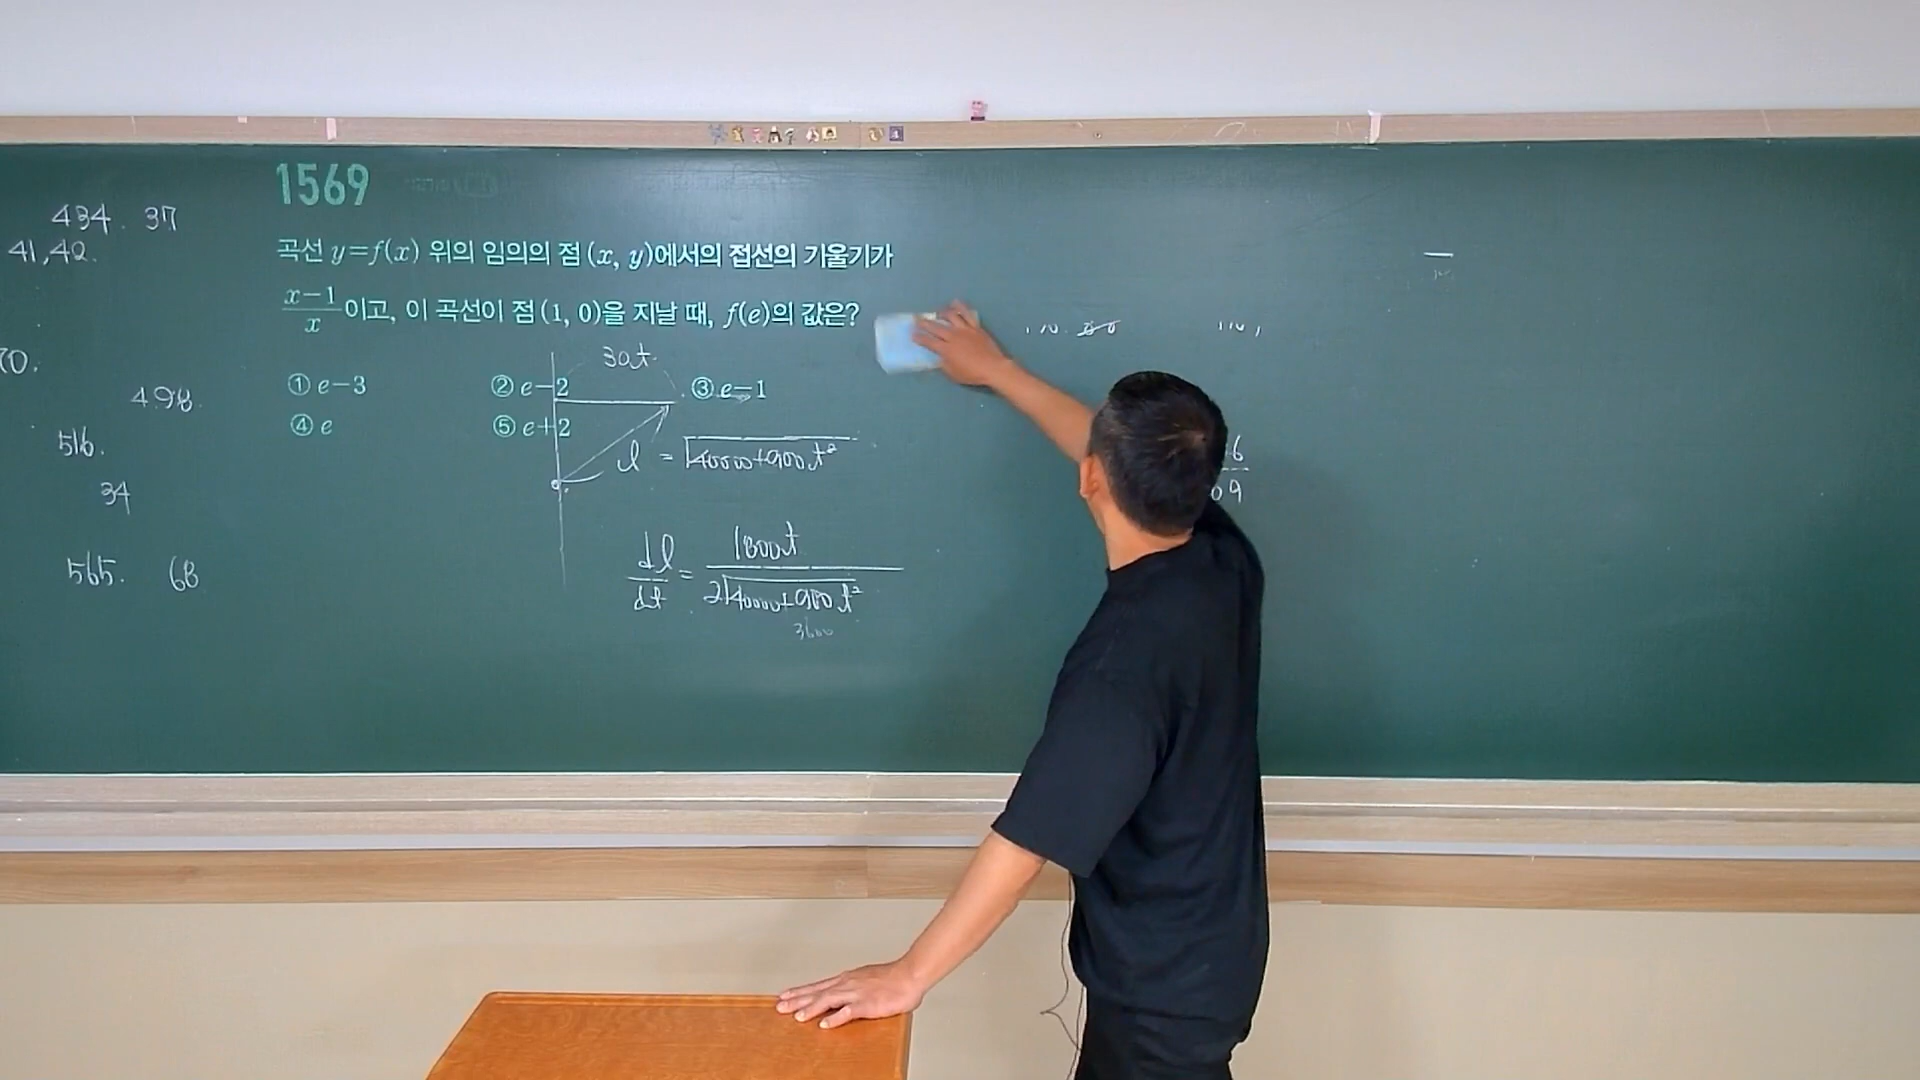 1569
434. 37
41,42.
곡선 y=f(x) 위의 임의의 점 (x, y)에서의 접선의 기울기가
x-1/x 이고, 이 곡선이 점 (1, 0)을 지날 때, f(e)의 값은?
30t
70.
① e-3 ② e-2 ③ e-1
498.
④ e ⑤ e+2
516.
l = √40000+900t²
34
dl/dt = 1800t / 2√40000+900t²
3600
565. 68